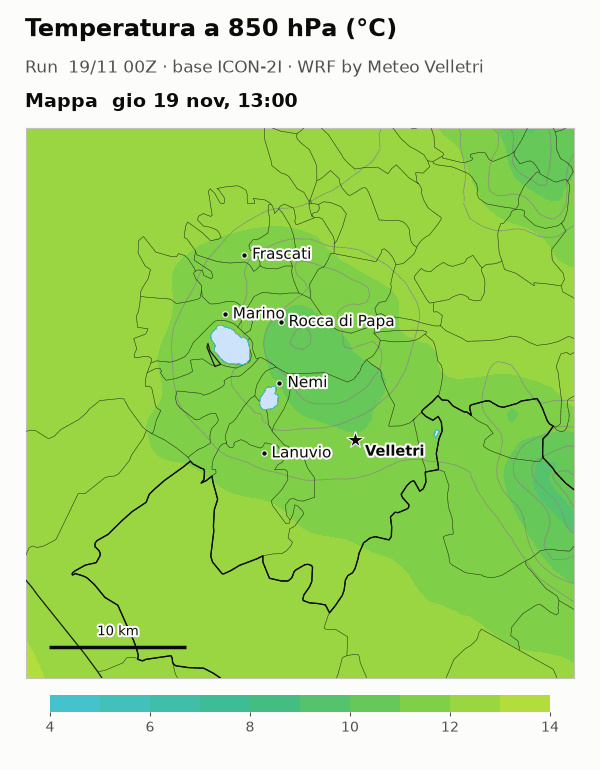 Temperatura a 850 hPa (°C)
Run  19/11 00Z · base ICON-2I · WRF by Meteo Velletri
Mappa  gio 19 nov, 13:00
Frascati
Marino
Rocca di Papa
Nemi
Velletri
Lanuvio
10 km
4 6 8 10 12 14